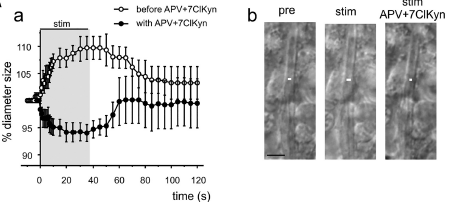 a
stim
before APV+7ClKyn
with APV+7ClKyn
% diameter size
110
105
100
95
90
0 20 40 60 80 100 120
time (s)
b
pre
stim
stim
APV+7ClKyn